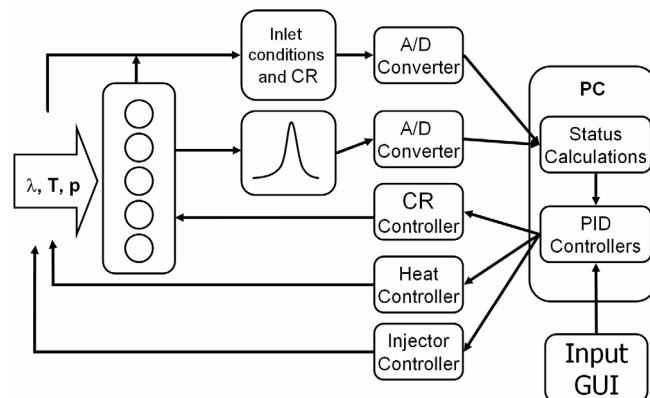 Inlet
conditions
and CR
A/D
Converter
PC
A/D
Converter
Status
Calculations
λ, T, p
CR
Controller
PID
Controllers
Heat
Controller
Injector
Controller
Input
GUI